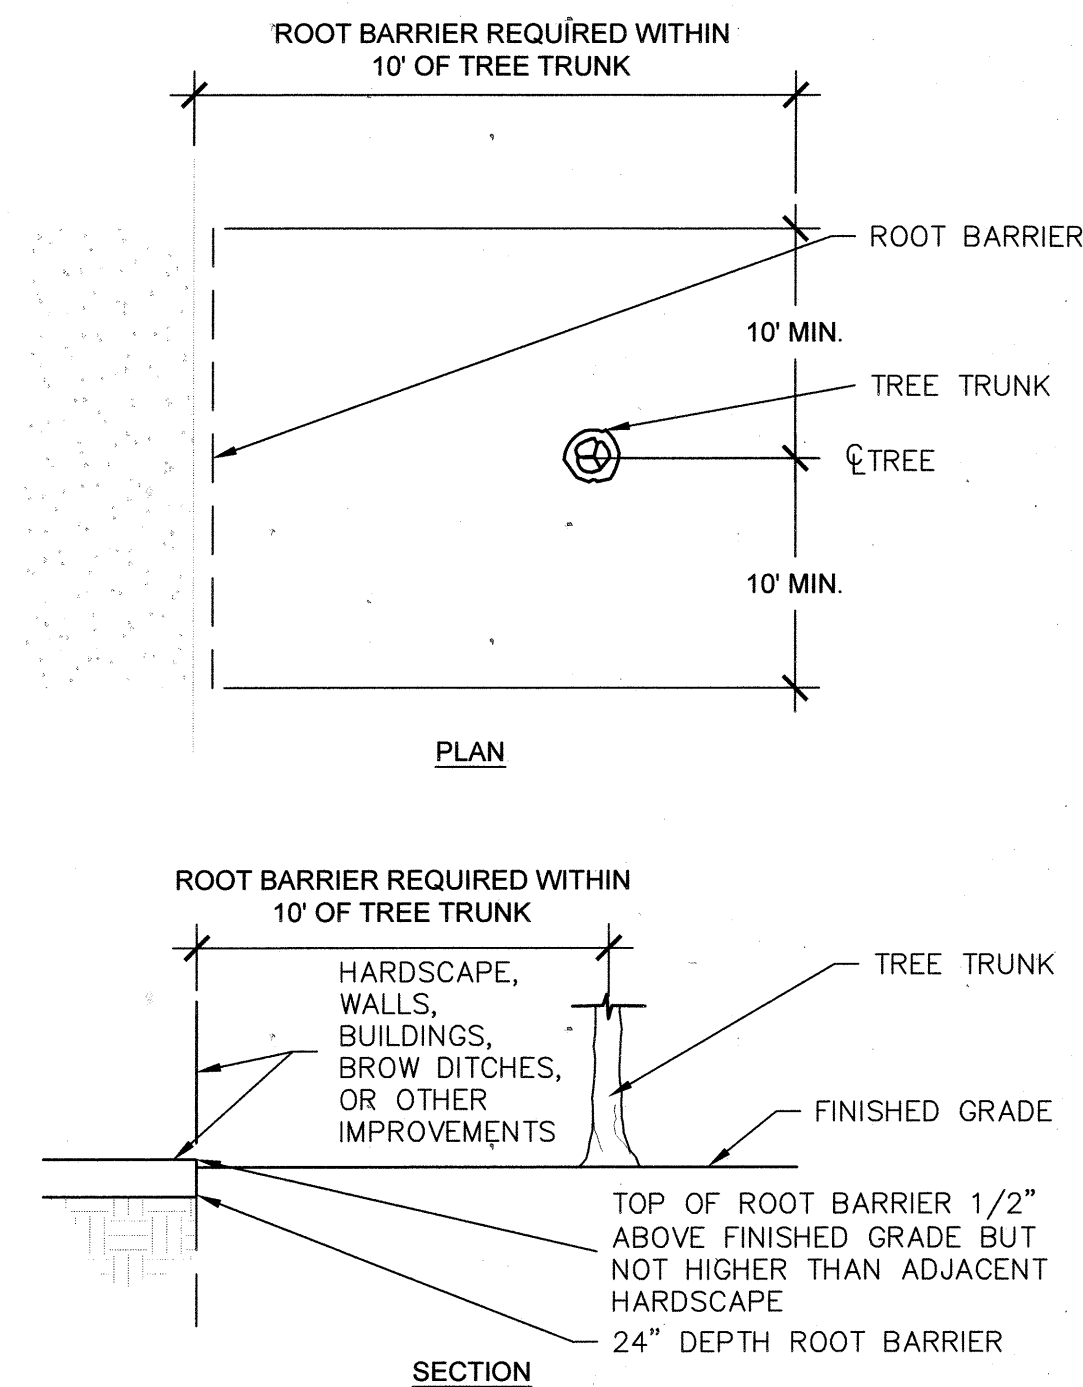 ROOT BARRIER REQUIRED WITHIN
10' OF TREE TRUNK
ROOT BARRIER
10' MIN.
TREE TRUNK
℄ TREE
10' MIN.
PLAN
ROOT BARRIER REQUIRED WITHIN
10' OF TREE TRUNK
HARDSCAPE,
WALLS,
BUILDINGS,
BROW DITCHES,
OR OTHER
IMPROVEMENTS
TREE TRUNK
FINISHED GRADE
TOP OF ROOT BARRIER 1/2”
ABOVE FINISHED GRADE BUT
NOT HIGHER THAN ADJACENT
HARDSCAPE
24” DEPTH ROOT BARRIER
SECTION